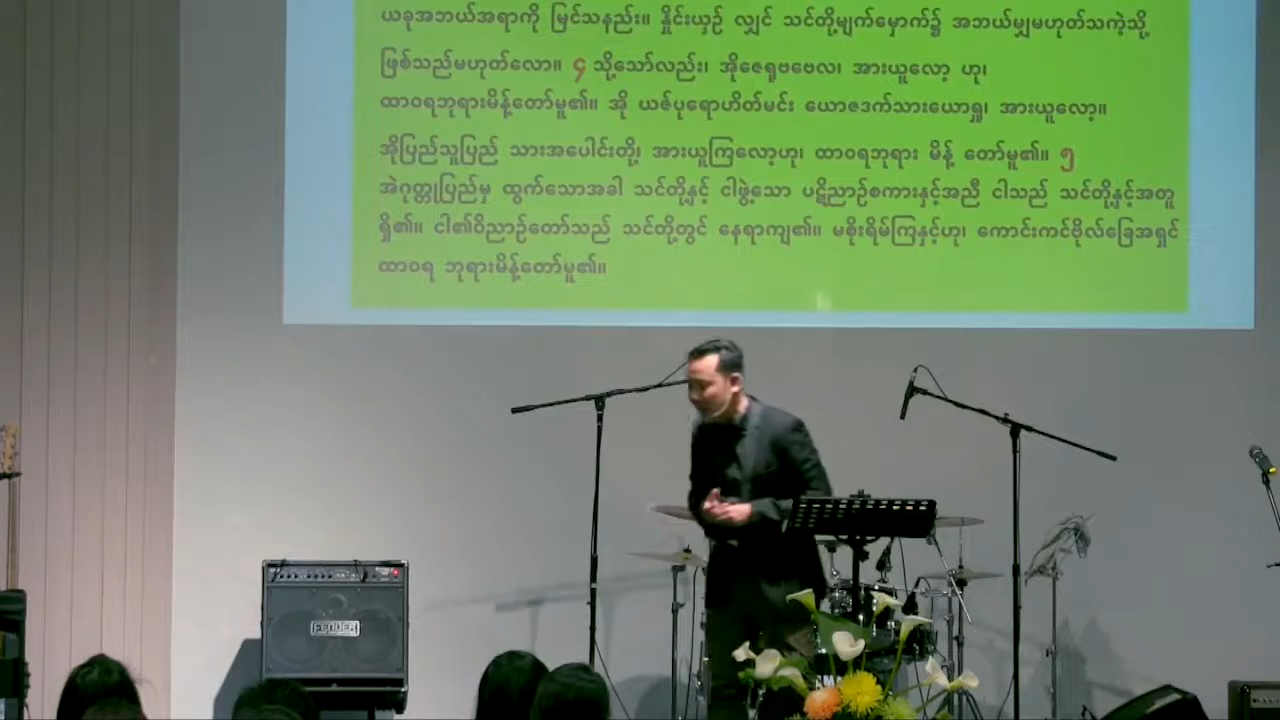 ယခုအဘယ်အရာကို မြင်သနည်း။ နှိုင်းယှဉ် လျှင် သင်တို့မျက်မှောက်၌ အဘယ်မျှမဟုတ်သကဲ့သို့
ဖြစ်သည်မဟုတ်လော။ ၄ သို့သော်လည်း၊ အိုဇေရုဗဗေလ၊ အားယူလော့ ဟု၊
ထာဝရဘုရားမိန့်တော်မူ၏။ အို ယဇ်ပုရောဟိတ်မင်း ယောဇဒက်သားယောရှု၊ အားယူလော့။
အိုပြည်သူပြည် သားအပေါင်းတို့၊ အားယူကြလော့ဟု၊ ထာဝရဘုရား မိန့် တော်မူ၏။ ၅
အဲဂုတ္တုပြည်မှ ထွက်သောအခါ သင်တို့နှင့် ငါဖွဲ့သော ပဋိညာဉ်စကားနှင့်အညီ ငါသည် သင်တို့နှင့်အတူ
ရှိ၏။ ငါ၏ဝိညာဉ်တော်သည် သင်တို့တွင် နေရာကျ၏။ မစိုးရိမ်ကြနှင့်ဟု၊ ကောင်းကင်ဗိုလ်ခြေအရှင်
ထာဝရ ဘုရားမိန့်တော်မူ၏။
FENDER